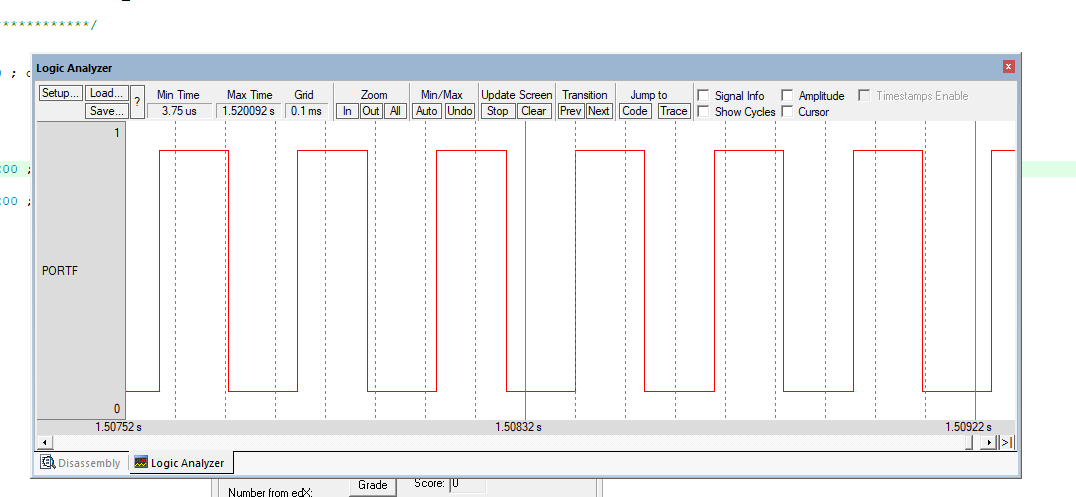 ***********/
; c
Logic Analyzer
Setup... Load... ? Min Time Max Time Grid Zoom Min/Max Update Screen Transition Jump to Signal Info Amplitude Timestamps Enable
Save... 3.75 us 1.520092 s 0.1 ms In Out All Auto Undo Stop Clear Prev Next Code Trace Show Cycles Cursor
1
00 ;
00 ;
PORTF
0
1.50752 s 1.50832 s 1.50922 s
Disassembly Logic Analyzer
Number from edX: Grade Score: 0